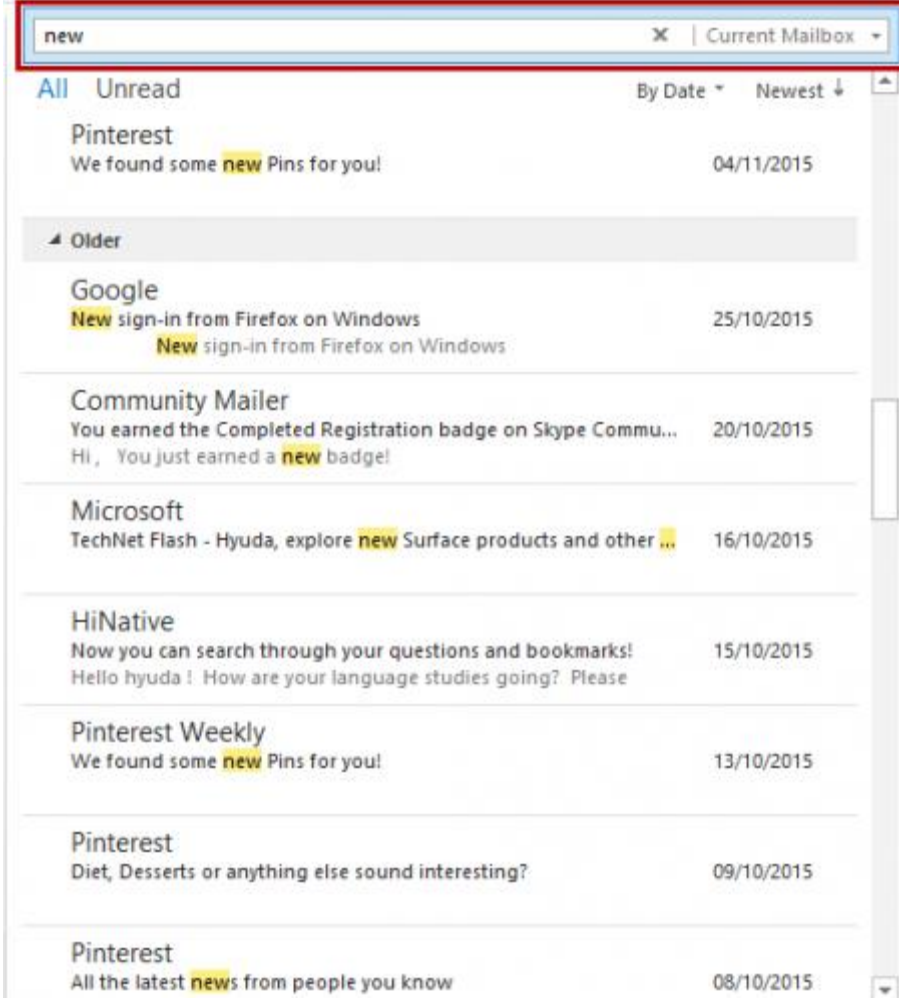 new × | Current Mailbox
All Unread By Date Newest ↓
Pinterest
We found some new Pins for you! 04/11/2015
Older
Google
New sign-in from Firefox on Windows 25/10/2015
New sign-in from Firefox on Windows
Community Mailer
You earned the Completed Registration badge on Skype Commu... 20/10/2015
Hi , You just earned a new badge!
Microsoft
TechNet Flash - Hyuda, explore new Surface products and other ... 16/10/2015
HiNative
Now you can search through your questions and bookmarks! 15/10/2015
Hello hyuda ! How are your language studies going? Please
Pinterest Weekly
We found some new Pins for you! 13/10/2015
Pinterest
Diet, Desserts or anything else sound interesting? 09/10/2015
Pinterest
All the latest news from people you know 08/10/2015